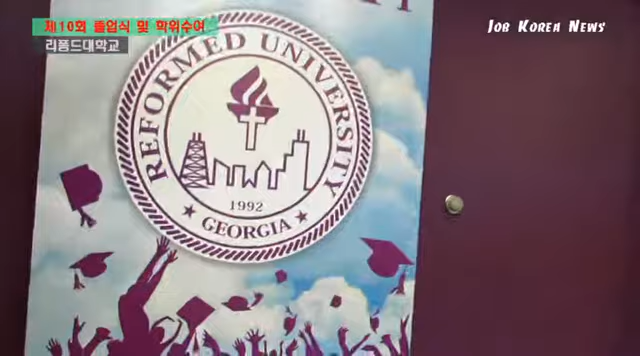 제10회 졸업식 및 학위수여
리폼드대학교
JOB KOREA NEWS
REFORMED UNIVERSITY
1992
GEORGIA